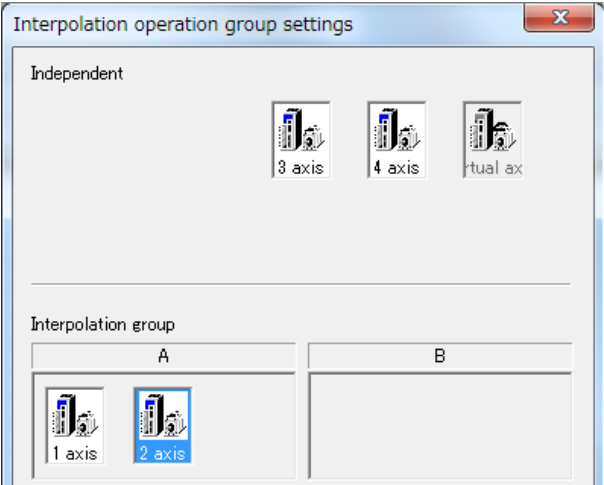 Interpolation operation group settings
Independent
3 axis
4 axis
rtual ax
Interpolation group
A
B
1 axis
2 axis